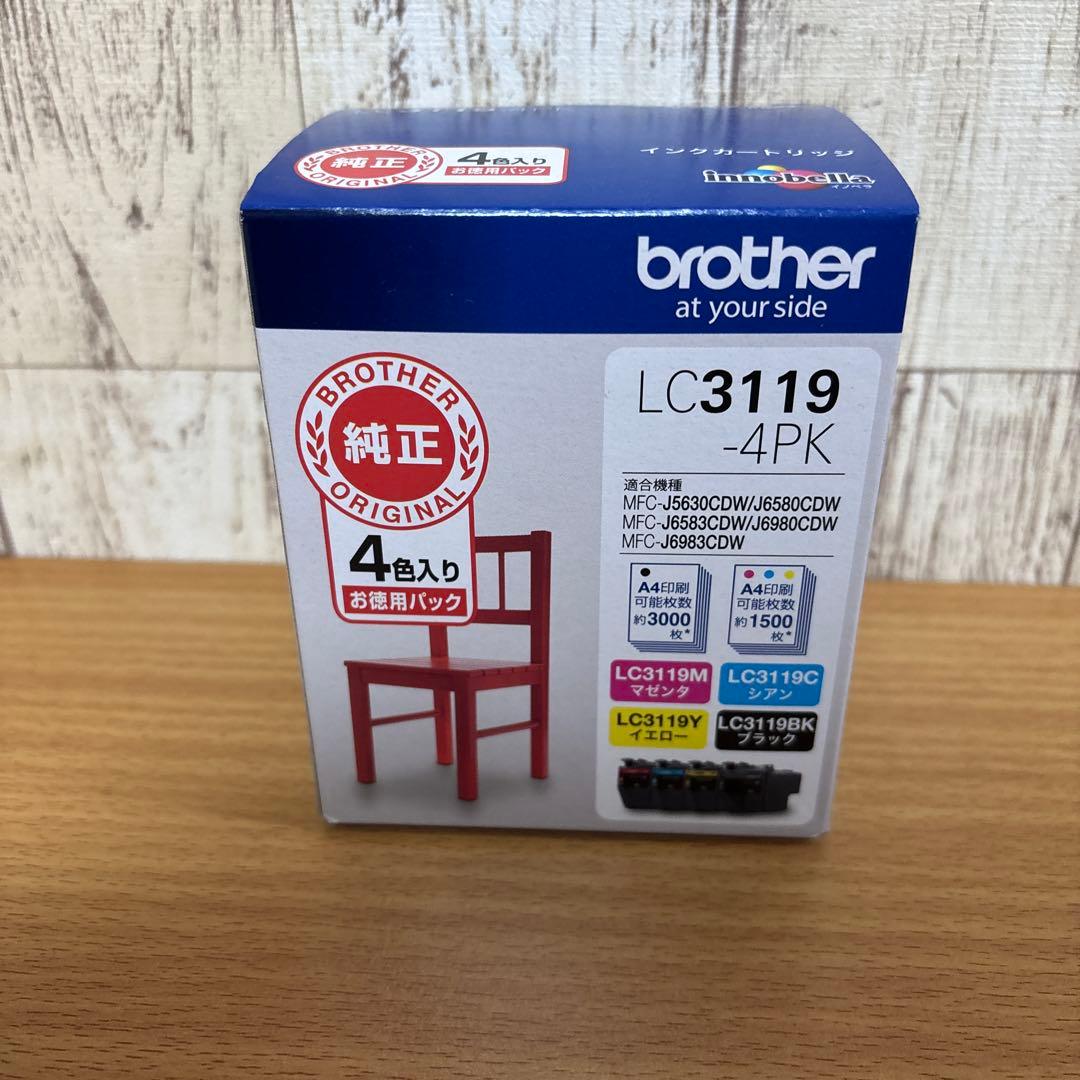 BROTHER
純正
ORIGINAL
4色入り
お徳用パック
インクカートリッジ
innobella
イノベラ
brother
at your side
BROTHER
純正
ORIGINAL
4色入り
お徳用パック
LC3119
-4PK
適合機種
MFC-J5630CDW/J6580CDW
MFC-J6583CDW/J6980CDW
MFC-J6983CDW
A4印刷
可能枚数
約3000
枚*
A4印刷
可能枚数
約1500
枚*
LC3119M
マゼンタ
LC3119C
シアン
LC3119Y
イエロー
LC3119BK
ブラック